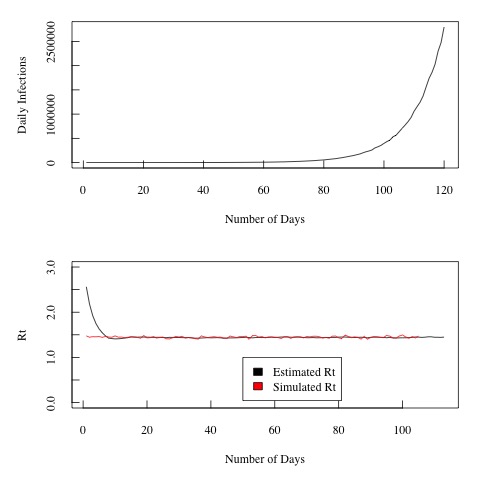 Daily Infections
2500000
1000000
0
0 20 40 60 80 100 120
Number of Days
Rt
3.0
2.0
1.0
0.0
Estimated Rt
Simulated Rt
0 20 40 60 80 100
Number of Days